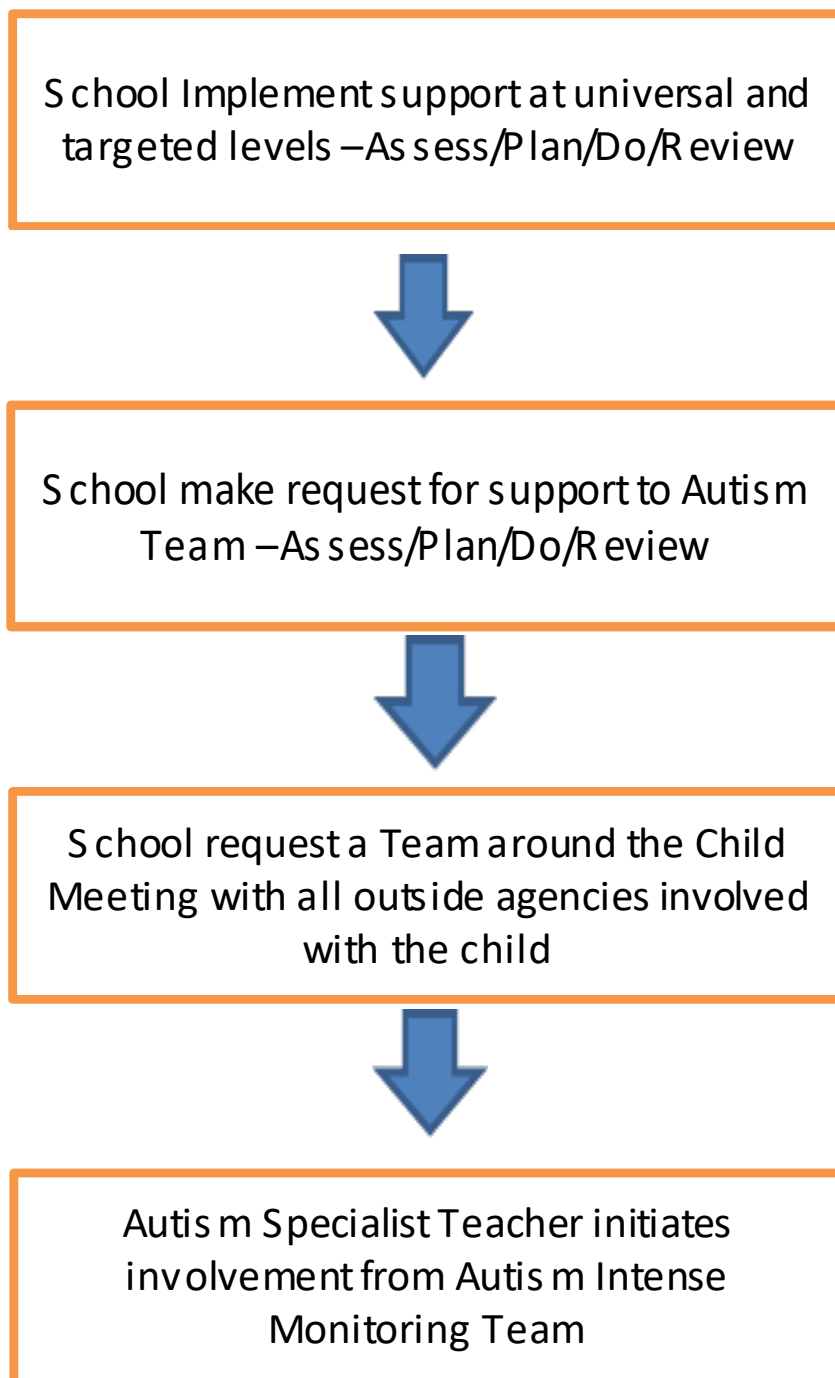 School Implement support at universal and
targeted levels –Assess/Plan/Do/Review
School make request for support to Autism
Team –Assess/Plan/Do/Review
School request a Team around the Child
Meeting with all outside agencies involved
with the child
Autism Specialist Teacher initiates
involvement from Autism Intense
Monitoring Team